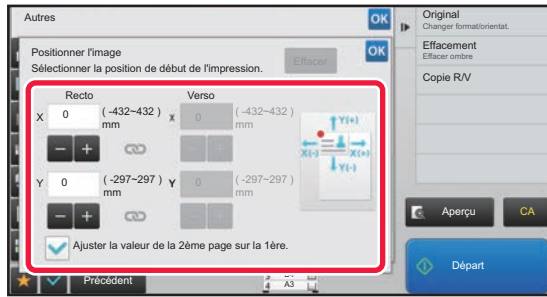 Autres
OK
Original
Changer format/orientat.
Positionner l'image
Sélectionner la position de début de l'impression.
Effacer
OK
Effacement
Effacer ombre
Copie R/V
Recto
Verso
X 0 ( -432~432 ) mm
x 0 ( -432~432 ) mm
Y(+)
X(-) X(+)
Y(-)
Y 0 ( -297~297 ) mm
Y 0 ( -297~297 ) mm
Ajuster la valeur de la 2ème page sur la 1ère.
Aperçu
CA
Départ
Précédent
4 A3